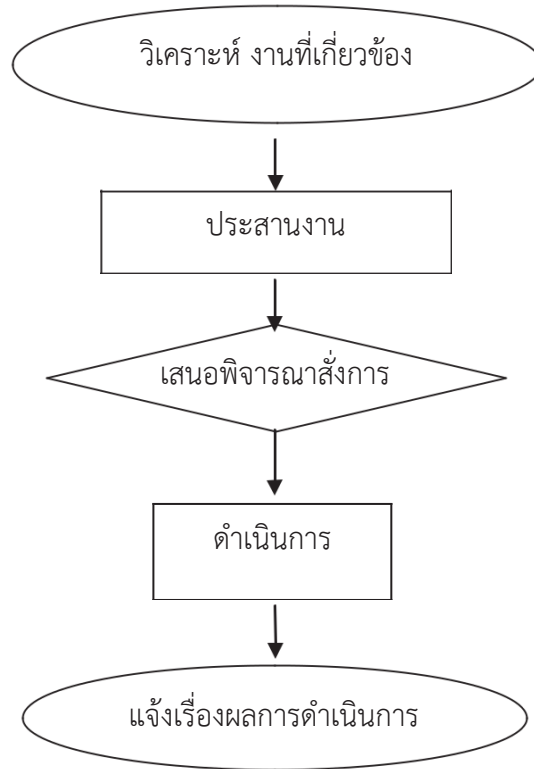 วิเคราะห์ งานที่เกี่ยวข้อง
ประสานงาน
เสนอพิจารณาสั่งการ
ดำเนินการ
แจ้งเรื่องผลการดำเนินการ